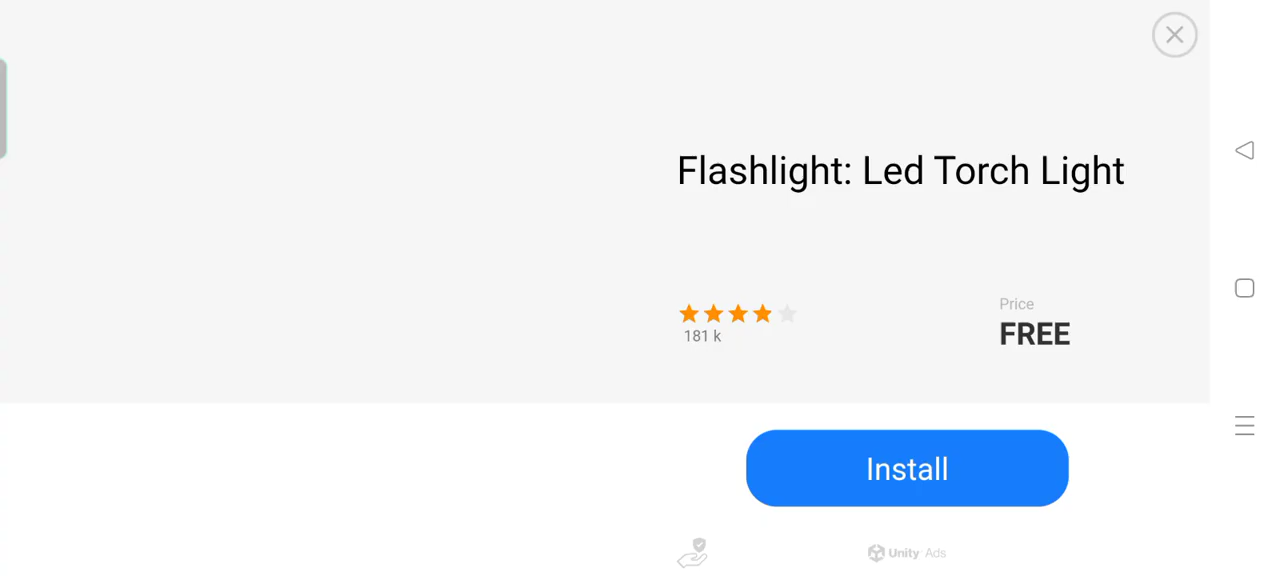 Flashlight: Led Torch Light
Price
181 k
FREE
Install
Unity Ads